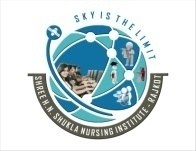 SKY IS THE LIMIT
SHREE H.N. SHUKLA NURSING INSTITUTE - RAJKOT